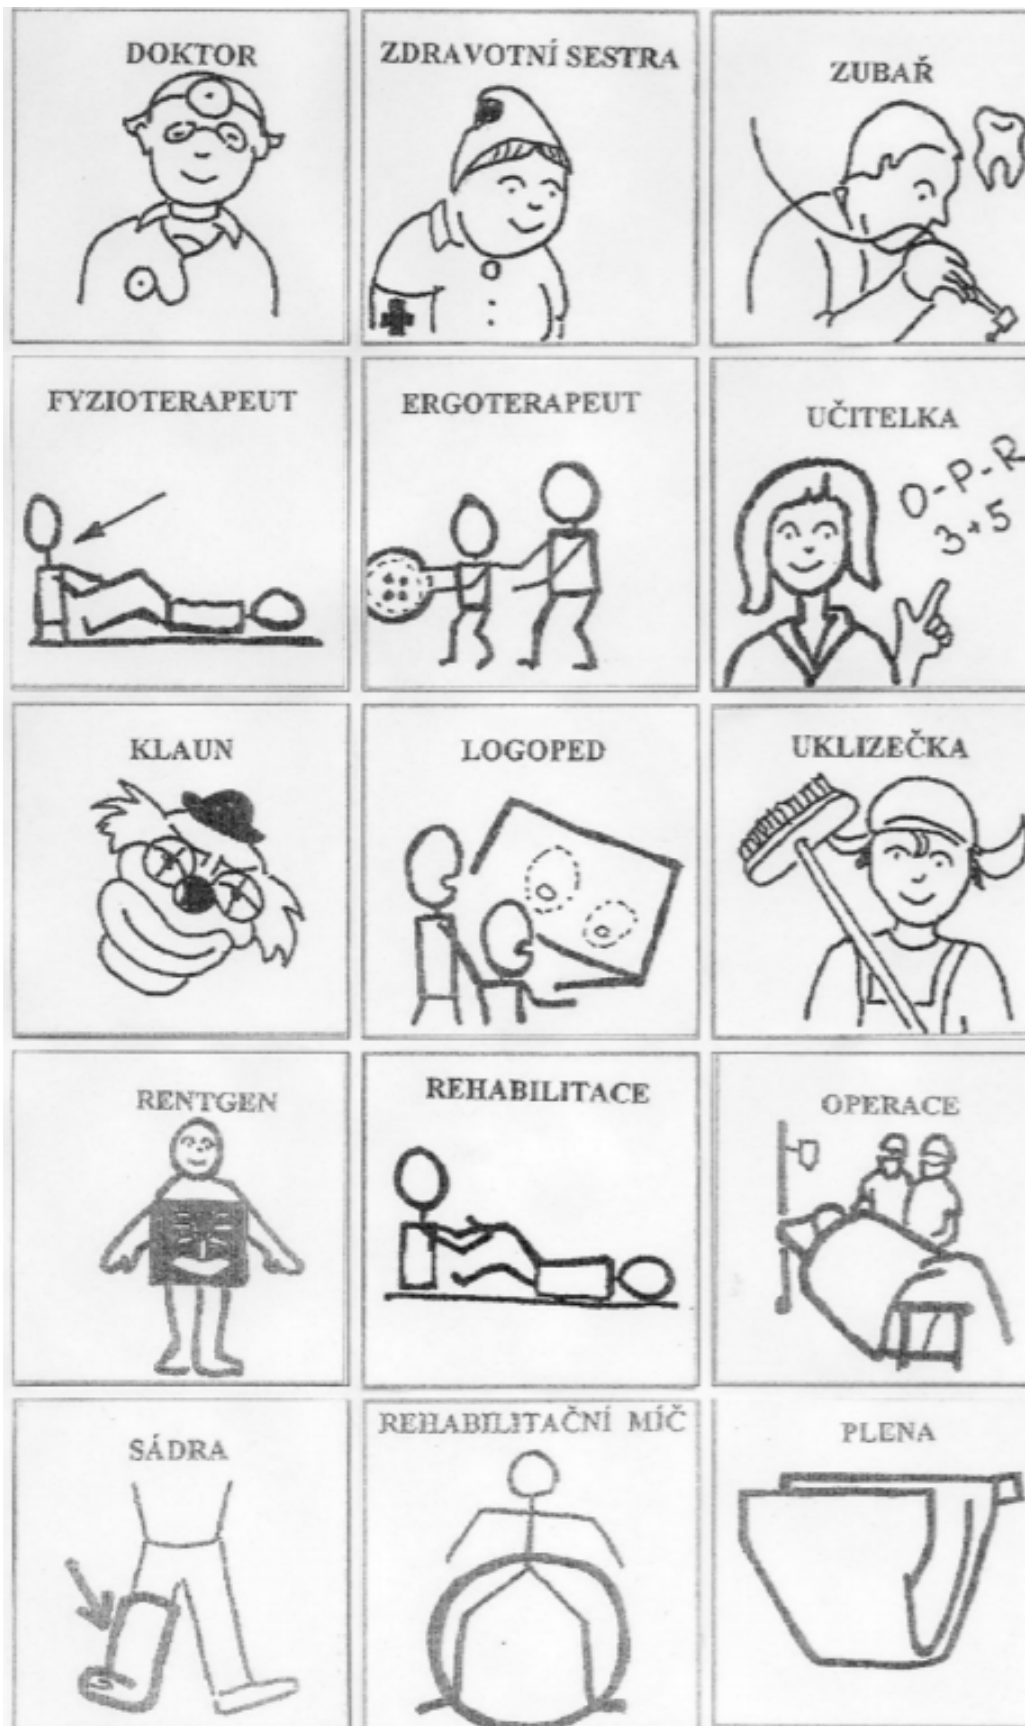 DOKTOR
ZDRAVOTNÍ SESTRA
ZUBAŘ
FYZIOTERAPEUT
ERGOTERAPEUT
UČITELKA
O-P-R
3+5
KLAUN
LOGOPED
UKLIZEČKA
RENTGEN
REHABILITACE
OPERACE
SÁDRA
REHABILITAČNÍ MÍČ
PLENA